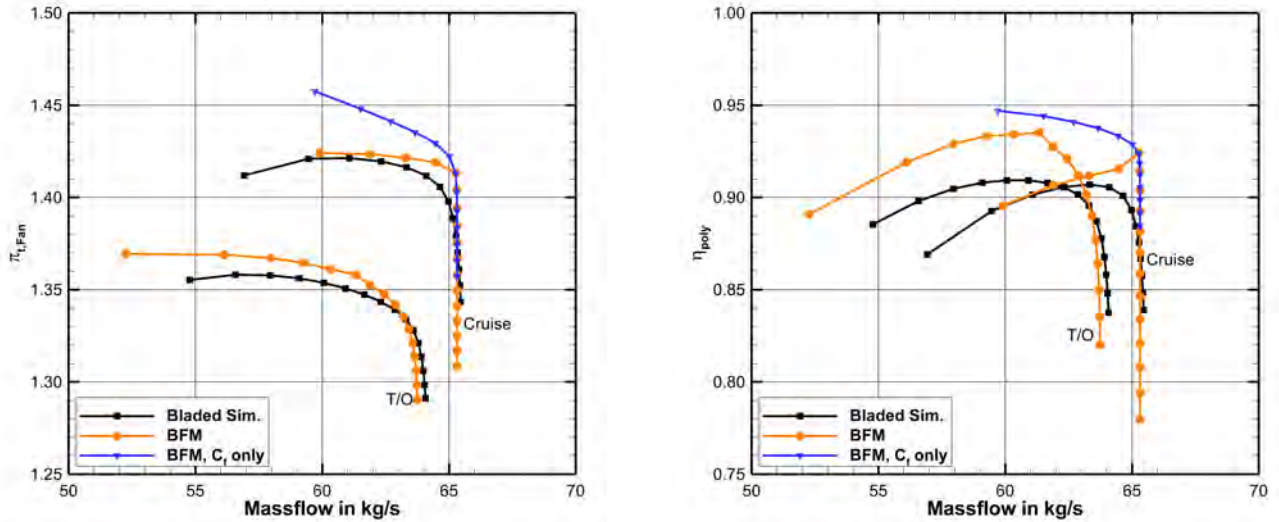 1.50
1.45
1.40
1.35
1.30
1.25
π_t,Fan
Cruise
T/O
Bladed Sim.
BFM
BFM, C_f only
50
55
60
65
70
Massflow in kg/s
1.00
0.95
0.90
0.85
0.80
0.75
η_poly
Cruise
T/O
Bladed Sim.
BFM
BFM, C_f only
50
55
60
65
70
Massflow in kg/s